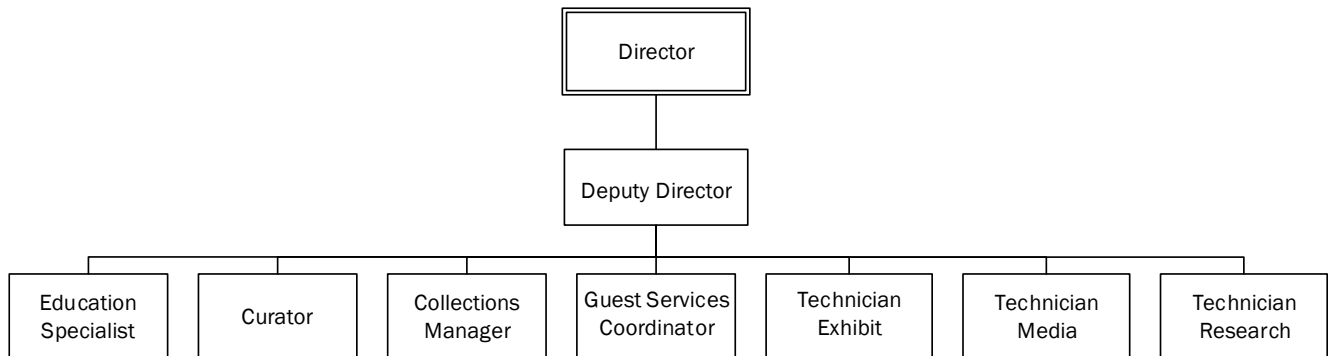 Director
Deputy Director
Education
Specialist
Curator
Collections
Manager
Guest Services
Coordinator
Technician
Exhibit
Technician
Media
Technician
Research